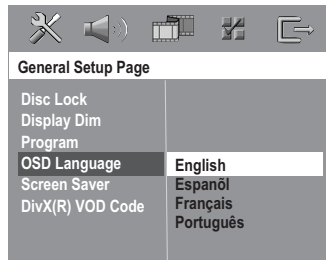 General Setup Page
Disc Lock
Display Dim
Program
OSD Language
Screen Saver
DivX(R) VOD Code
English
Espanõl
Français
Português